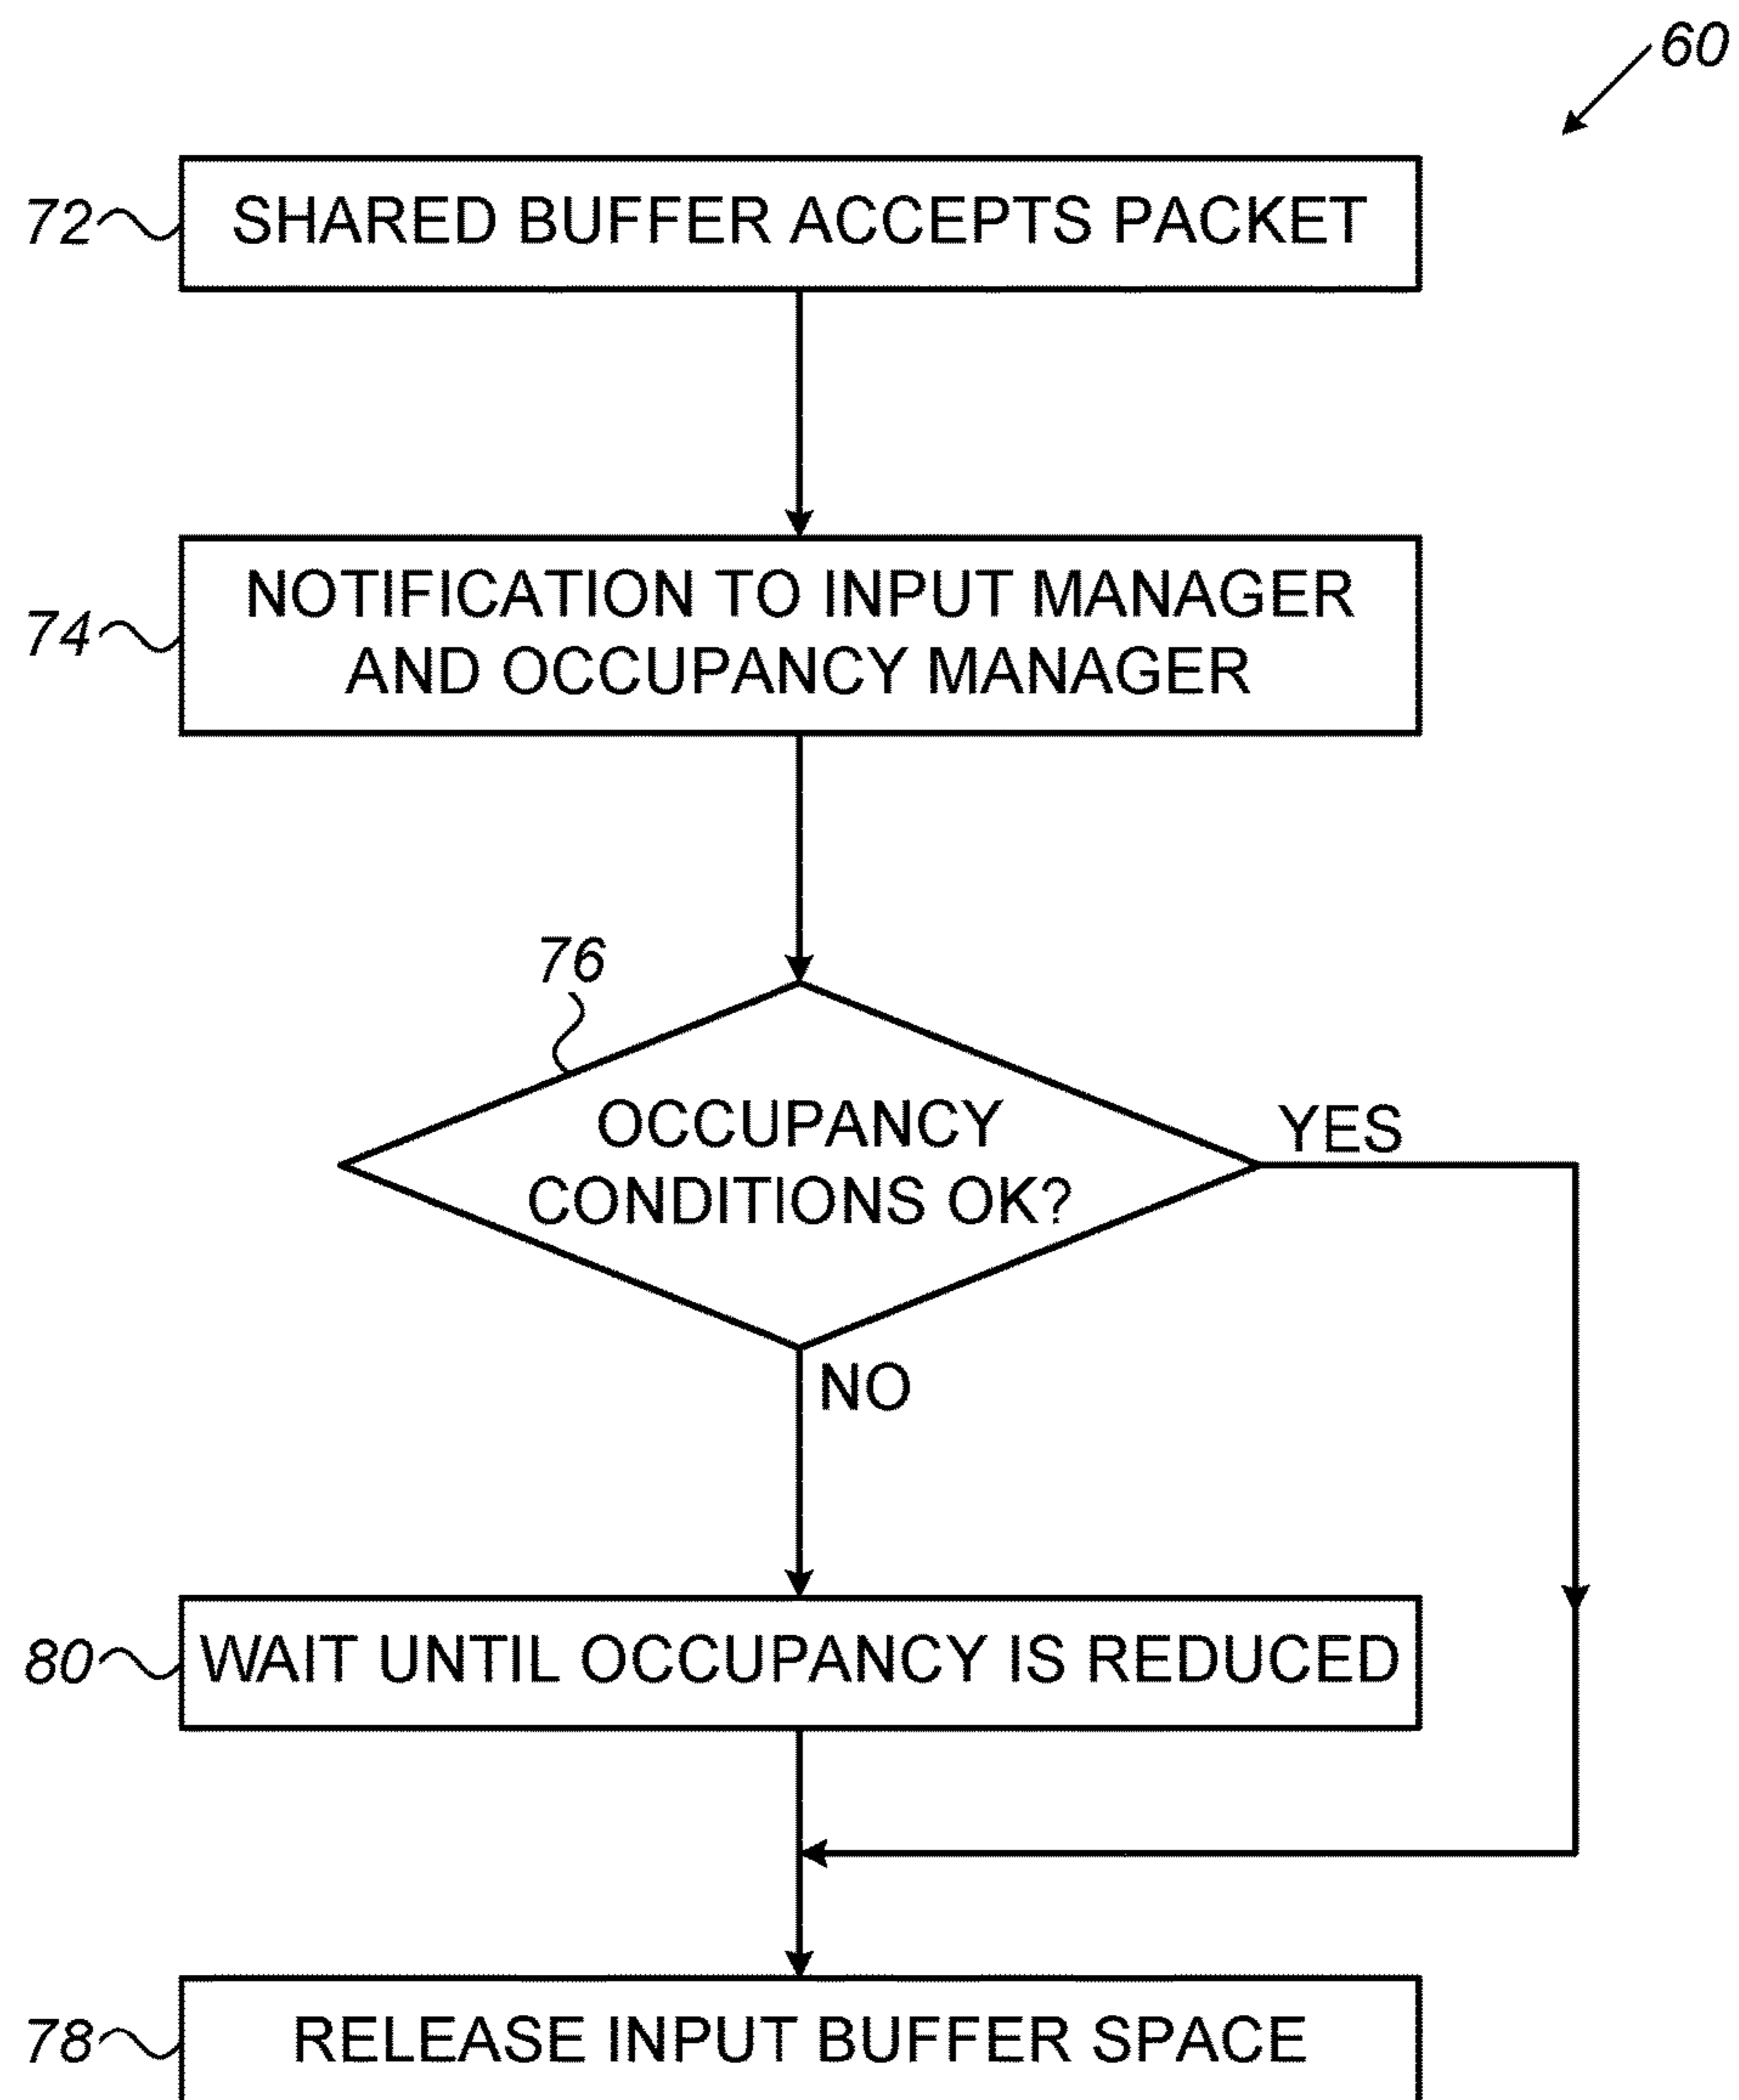 60
72
SHARED BUFFER ACCEPTS PACKET
74
NOTIFICATION TO INPUT MANAGER
AND OCCUPANCY MANAGER
76
OCCUPANCY
CONDITIONS OK?
YES
NO
80
WAIT UNTIL OCCUPANCY IS REDUCED
78
RELEASE INPUT BUFFER SPACE